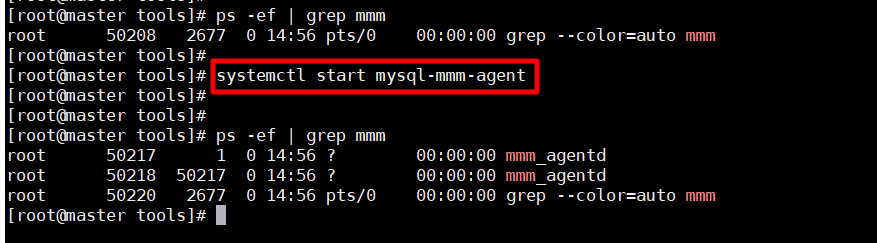 [root@master tools]# ps -ef | grep mmm
root      50208   2677  0 14:56 pts/0    00:00:00 grep --color=auto mmm
[root@master tools]#
[root@master tools]# systemctl start mysql-mmm-agent
[root@master tools]#
[root@master tools]#
[root@master tools]# ps -ef | grep mmm
root      50217      1  0 14:56 ?        00:00:00 mmm_agentd
root      50218  50217  0 14:56 ?        00:00:00 mmm_agentd
root      50220   2677  0 14:56 pts/0    00:00:00 grep --color=auto mmm
[root@master tools]#